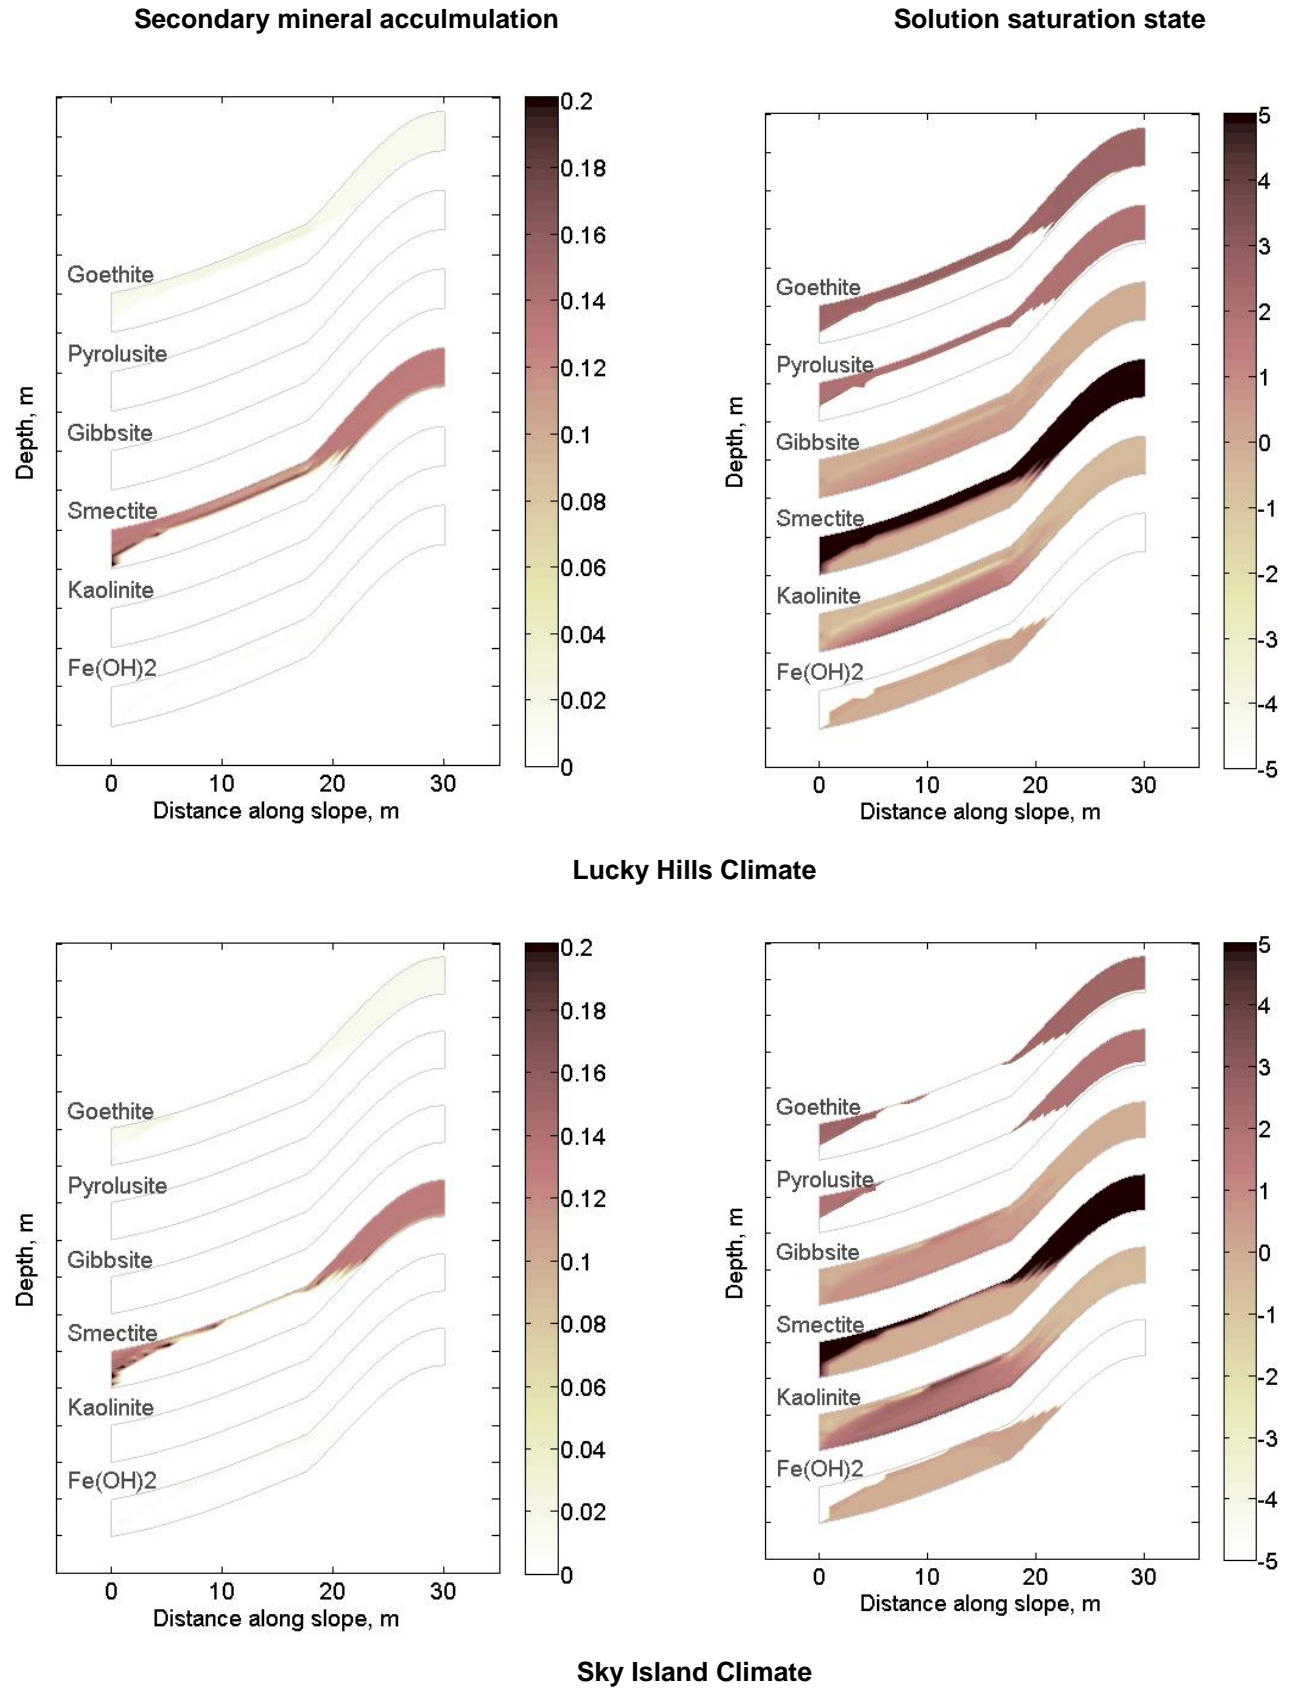 Secondary mineral acculmulation
Solution saturation state
Depth, m
Goethite
Pyrolusite
Gibbsite
Smectite
Kaolinite
Fe(OH)2
0 10 20 30
Distance along slope, m
0.2
0.18
0.16
0.14
0.12
0.1
0.08
0.06
0.04
0.02
0
Depth, m
Goethite
Pyrolusite
Gibbsite
Smectite
Kaolinite
Fe(OH)2
0 10 20 30
Distance along slope, m
5
4
3
2
1
0
-1
-2
-3
-4
-5
Lucky Hills Climate
Depth, m
Goethite
Pyrolusite
Gibbsite
Smectite
Kaolinite
Fe(OH)2
0 10 20 30
Distance along slope, m
0.2
0.18
0.16
0.14
0.12
0.1
0.08
0.06
0.04
0.02
0
Depth, m
Goethite
Pyrolusite
Gibbsite
Smectite
Kaolinite
Fe(OH)2
0 10 20 30
Distance along slope, m
5
4
3
2
1
0
-1
-2
-3
-4
-5
Sky Island Climate